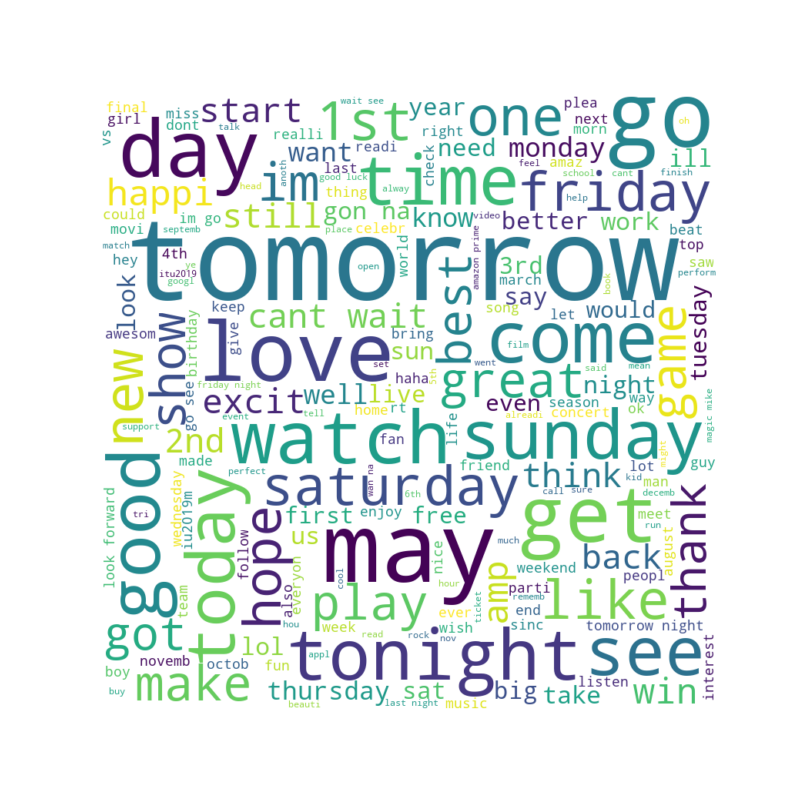 final
girl
vs
miss
dont
start
wait see
talk
1st
year
right
check
one
need
plea
next
morn
go
oh
day
realli
last
anoth
want
readi
im
head
good luck
alway
time
thing
monday
amaz
feel
school
cant
finish
help
ill
happi
could
im go
movi
still
gon na
celebr
know
friday
video
better
work
beat
top
hey
septemb
4th
place
world
match
ve
googl
itu2019
tomorrow
open
amazon prime
3rd
march
say
book
saw
perform
look
keep
awesom
give
birthday
cant wait
bring
best
song
let
would
tuesday
new
show
go see
love
set
sun
come
film
went
said
mean
game
friday night
excit
well
live
haha
5th
great
night
way
ok
magic mike
event
tell
home
rt
alreadi
even
season
concert
might
support
2nd
fan
life
watch
sunday
lot
guy
good
made
perfect
wan na
friend
wednesday
iu2019m
look forward
tri
today
saturday
6th
think
call
sure
kid
man
decemb
hope
first
enjoy
free
get
meet
run
thank
follow
us
may
much
nice
weekend
back
august
team
also
everyon
cool
hour
amp
parti
peopl
rememb
hou
play
ever
ticket
end
like
got
lol
week
read
rock
wish
sinc
tomorrow night
nov
boy
novemb
octob
fun
appl
tonight
see
interest
buy
make
thursday
sat
big
take
listen
win
beauti
last night
music